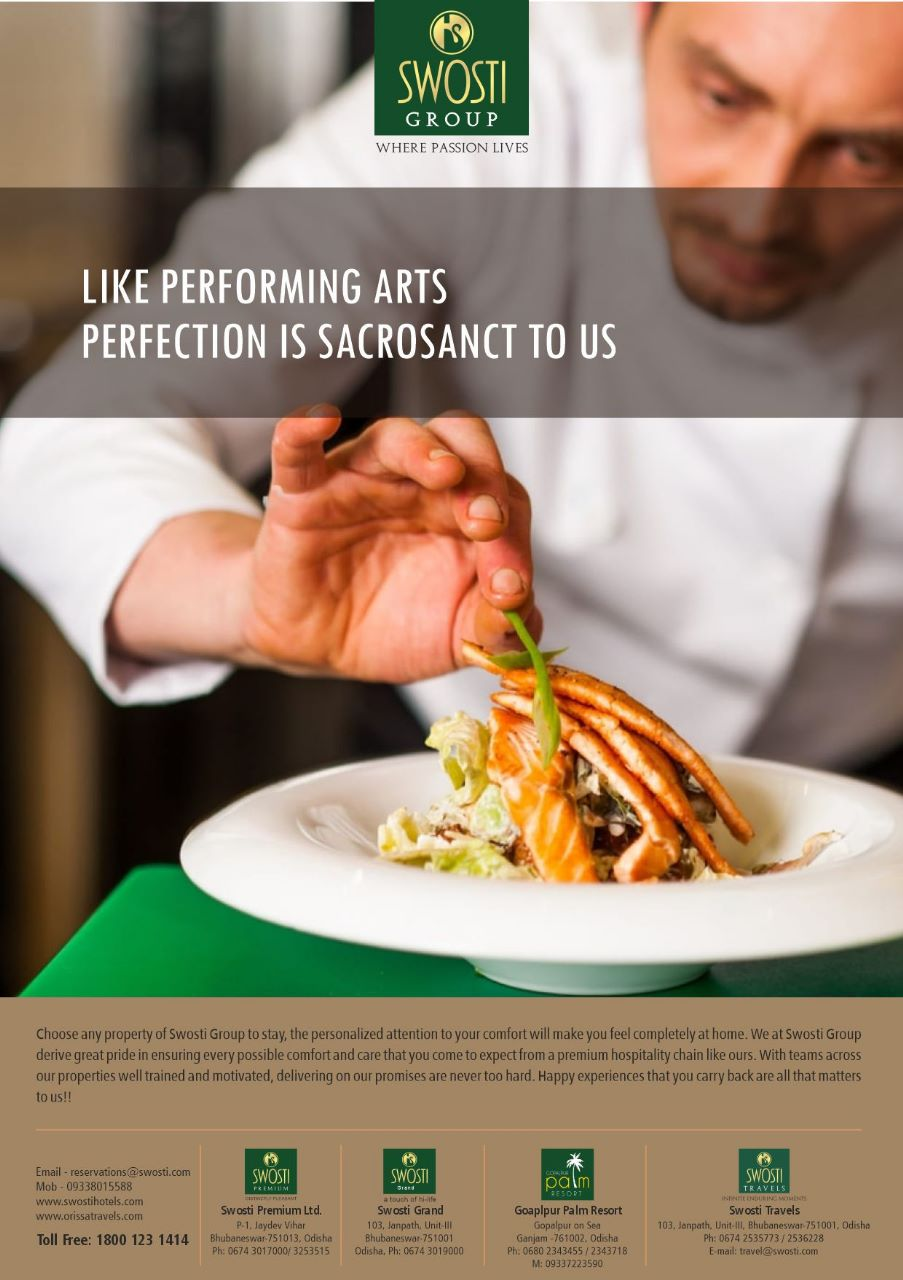 SWOSTI
GROUP
WHERE PASSION LIVES
LIKE PERFORMING ARTS
PERFECTION IS SACROSANCT TO US
Choose any property of Swosti Group to stay, the personalized attention to your comfort will make you feel completely at home. We at Swosti Group
derive great pride in ensuring every possible comfort and care that you come to expect from a premium hospitality chain like ours. With teams across
our properties well trained and motivated, delivering on our promises are never too hard. Happy experiences that you carry back are all that matters
to us!!
Email - reservations@swosti.com
Mob - 09338015588
www.swostihotels.com
www.orissatravels.com
Toll Free: 1800 123 1414
SWOSTI
PREMIUM
DISTINCTLY PLEASANT
Swosti Premium Ltd.
P-1, Jaydev Vihar
Bhubaneswar-751013, Odisha
Ph: 0674 3017000/ 3253515
SWOSTI
Grand
a touch of hi-life
Swosti Grand
103, Janpath, Unit-III
Bhubaneswar-751001
Odisha, Ph: 0674 3019000
GOPALPUR
palm
RESORT
Goaplpur Palm Resort
Gopalpur on Sea
Ganjam -761002, Odisha
Ph: 0680 2343455 / 2343718
M: 09337223590
SWOSTI
TRAVELS
INFINITE ENDURING MOMENTS
Swosti Travels
103, Janpath, Unit-III, Bhubaneswar-751001, Odisha
Ph: 0674 2535773 / 2536228
E-mail: travel@swosti.com